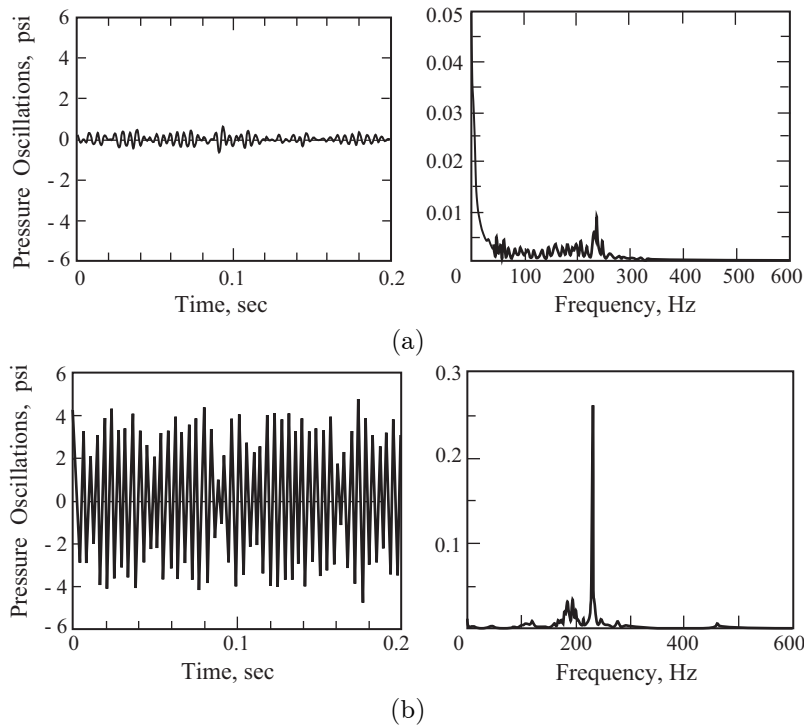 Pressure Oscillations, psi
6
4
2
0
- 2
- 4
- 6
0 0.1 0.2
Time, sec
0.05
0.04
0.03
0.02
0.01
0 100 200 300 400 500 600
Frequency, Hz
(a)
Pressure Oscillations, psi
6
4
2
0
- 2
- 4
- 6
0 0.1 0.2
Time, sec
0.3
0.2
0.1
0 200 400 600
Frequency, Hz
(b)